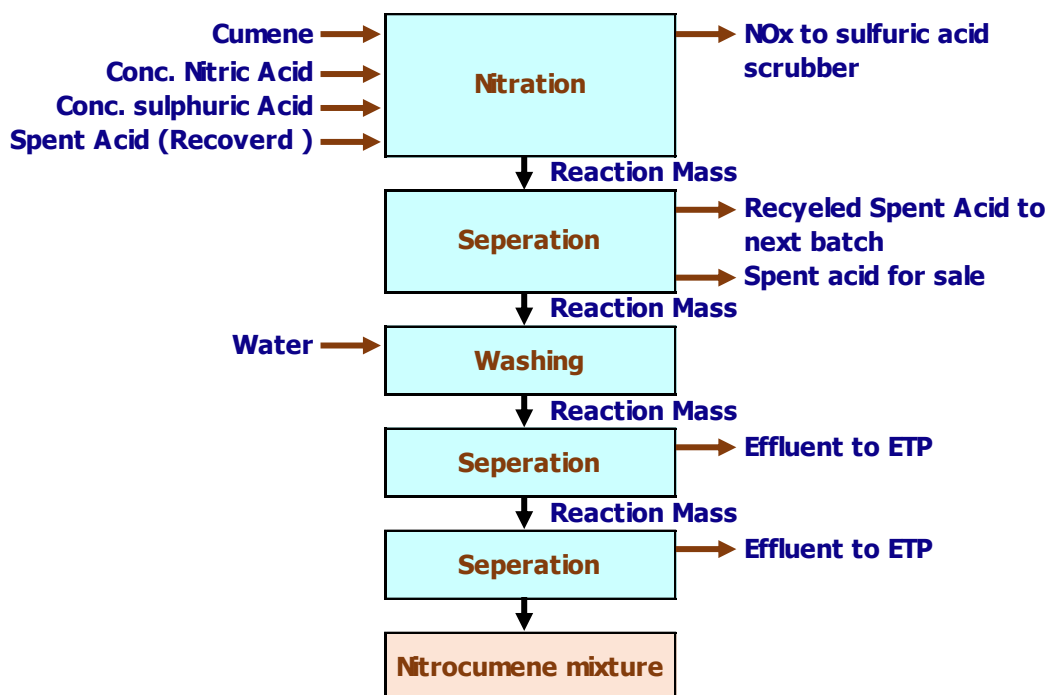 Cumene
NOx to sulfuric acid
scrubber
Conc. Nitric Acid
Nitration
Conc. sulphuric Acid
Spent Acid (Recoverd )
Reaction Mass
Recyeled Spent Acid to
next batch
Seperation
Spent acid for sale
Reaction Mass
Water
Washing
Reaction Mass
Effluent to ETP
Seperation
Reaction Mass
Effluent to ETP
Seperation
Nitrocumene mixture